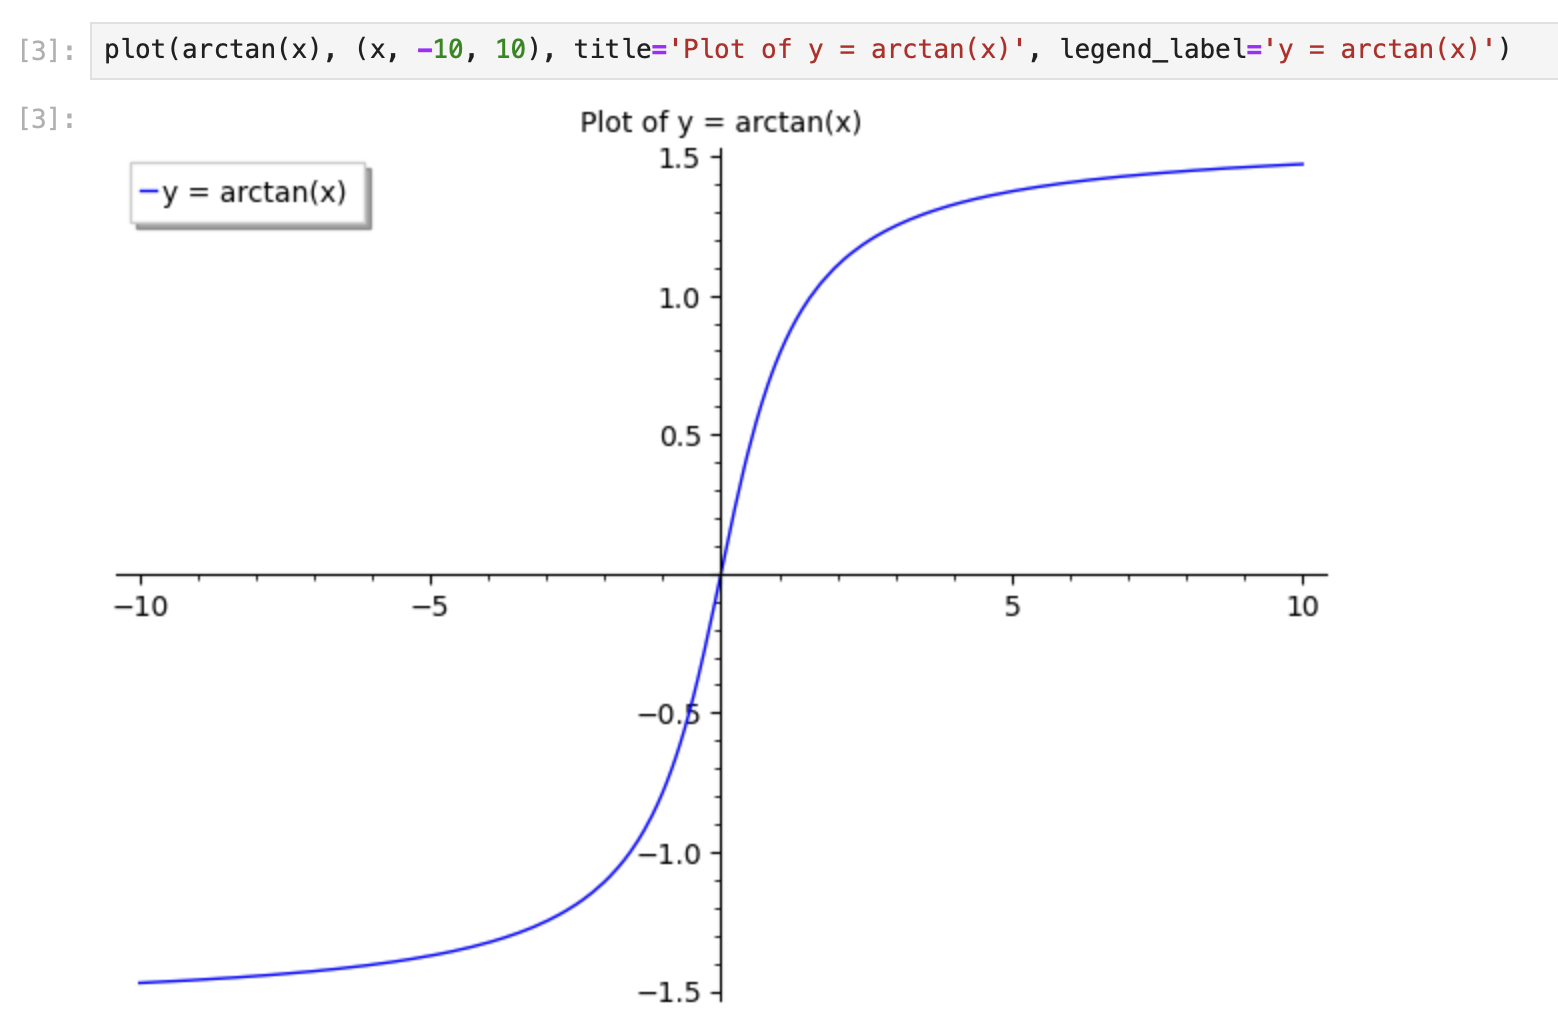 [3]: plot(arctan(x), (x, -10, 10), title='Plot of y = arctan(x)', legend_label='y = arctan(x)')
[3]:
Plot of y = arctan(x)
y = arctan(x)
1.5
1.0
0.5
−10 −5 5 10
−0.5
−1.0
−1.5